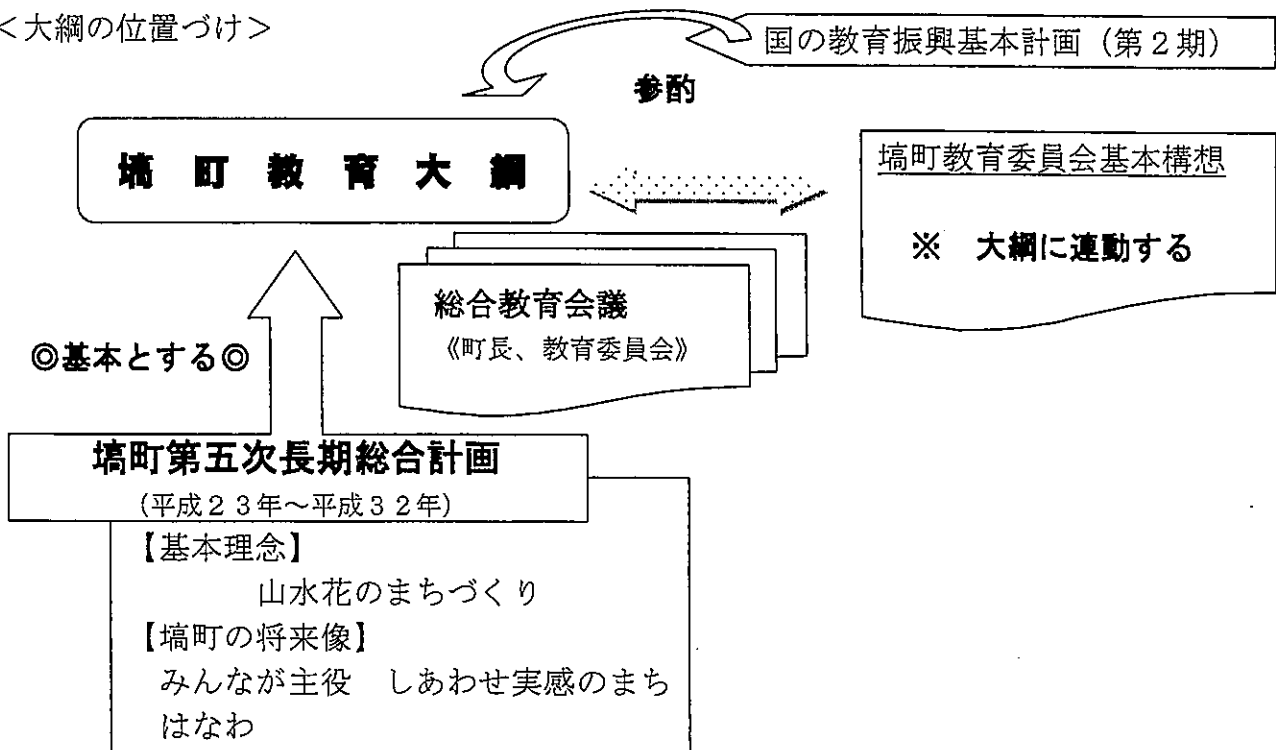 ＜大綱の位置づけ＞
国の教育振興基本計画（第２期）
参酌
塙町教育大綱
塙町教育委員会基本構想
※　大綱に連動する
総合教育会議
《町長、教育委員会》
◎基本とする◎
塙町第五次長期総合計画
（平成２３年～平成３２年）
【基本理念】
山水花のまちづくり
【塙町の将来像】
みんなが主役　しあわせ実感のまち
はなわ